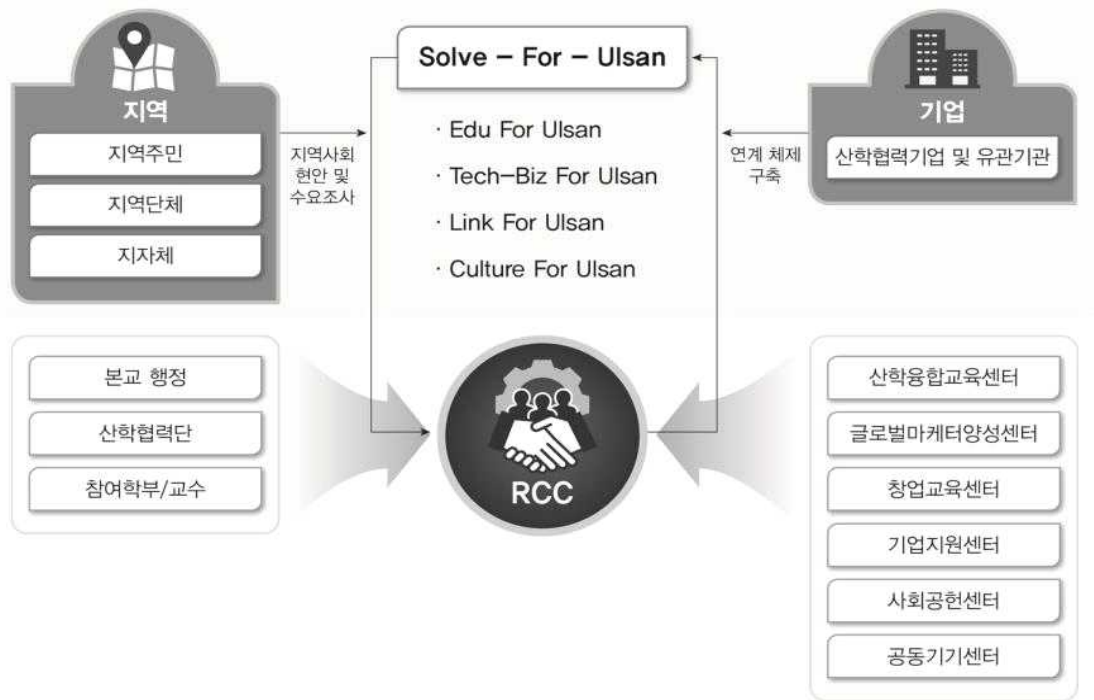 지역
지역주민
지역단체
지자체
지역사회
현안 및
수요조사
Solve – For – Ulsan
· Edu For Ulsan
· Tech–Biz For Ulsan
· Link For Ulsan
· Culture For Ulsan
연계 체제
구축
기업
산학협력기업 및 유관기관
본교 행정
산학협력단
참여학부/교수
RCC
산학융합교육센터
글로벌마케터양성센터
창업교육센터
기업지원센터
사회공헌센터
공동기기센터